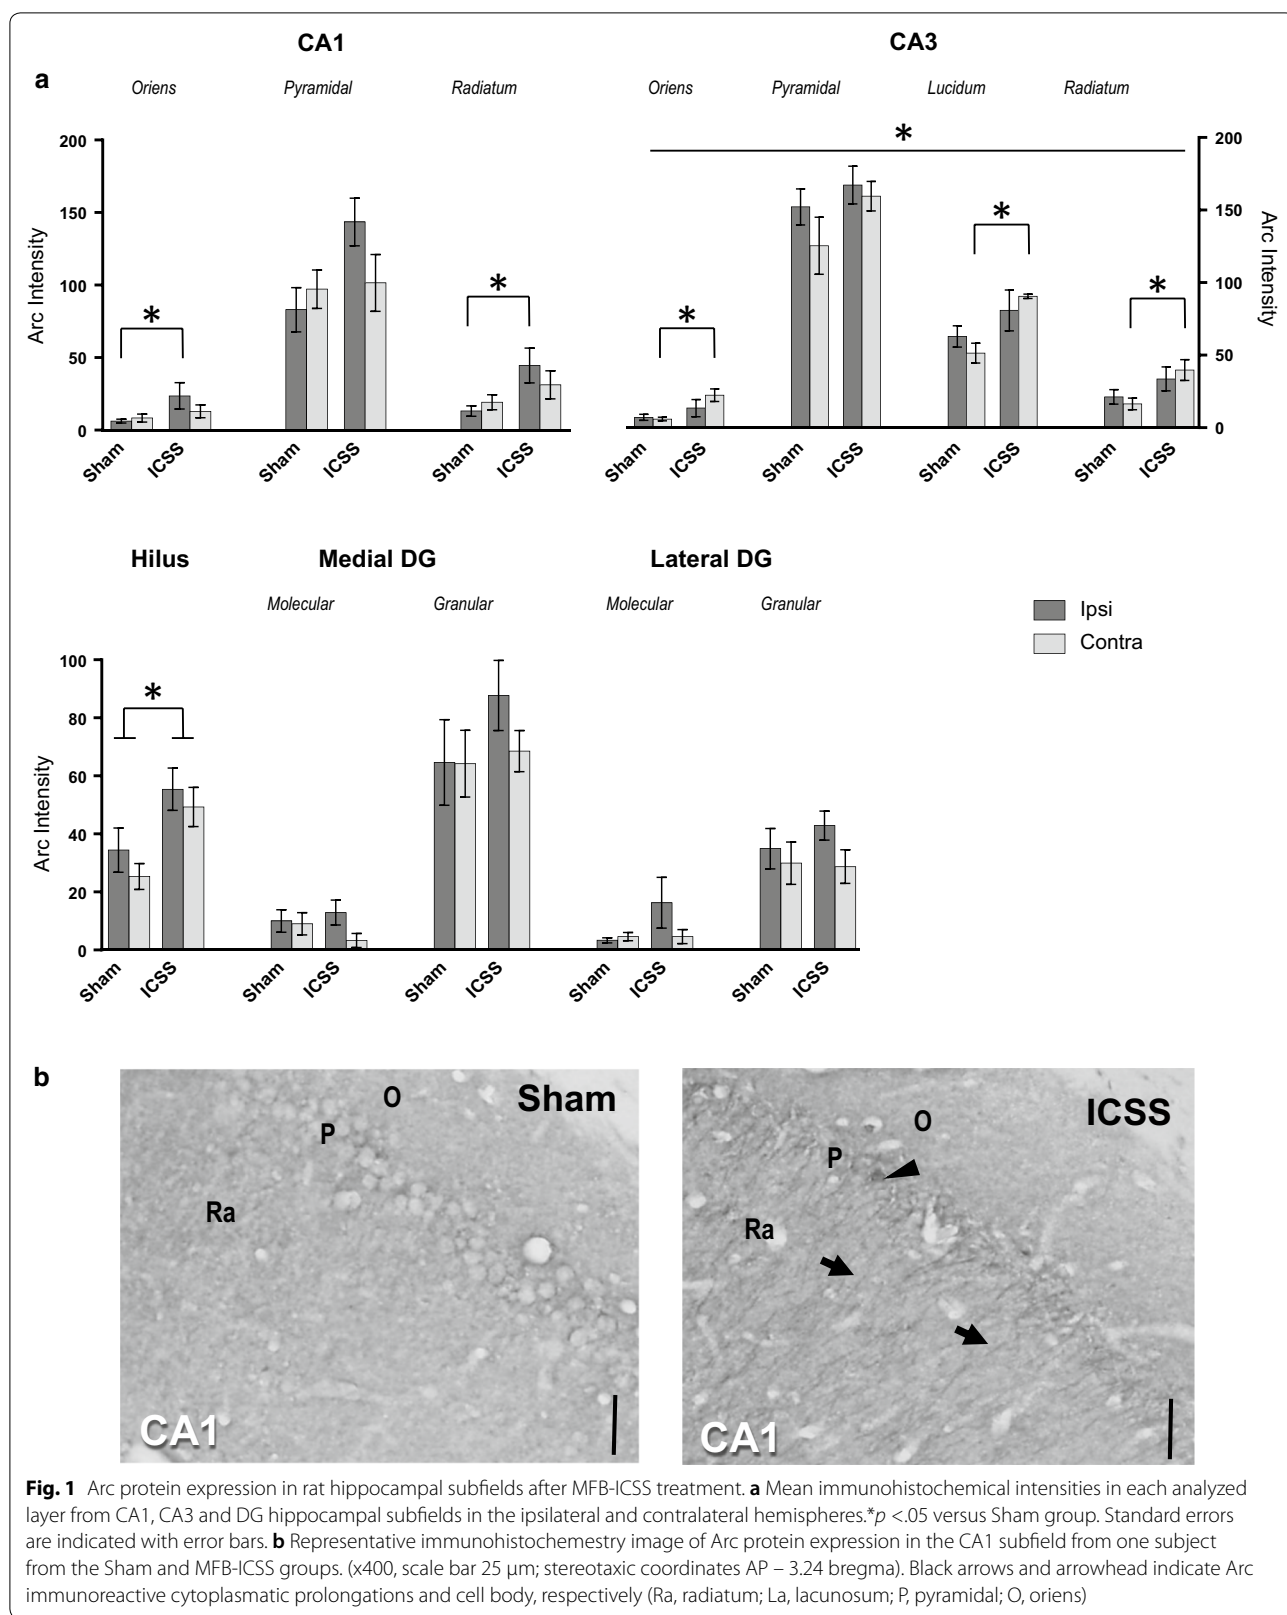 CA1 CA3
a
Oriens Pyramidal Radiatum Oriens Pyramidal Lucidum Radiatum
200 200
150 150
100 100
50 50
0 0
Arc Intensity Arc Intensity
* * * * * *
Sham ICSS Sham ICSS Sham ICSS Sham ICSS Sham ICSS Sham ICSS Sham ICSS
Hilus Medial DG Lateral DG
Molecular Granular Molecular Granular
Ipsi
Contra
100
80
60
40
20
0
Arc Intensity
*
Sham ICSS Sham ICSS Sham ICSS Sham ICSS Sham ICSS
b
O Sham
P
Ra
CA1
O ICSS
P
Ra
CA1
Fig. 1 Arc protein expression in rat hippocampal subfields after MFB-ICSS treatment. a Mean immunohistochemical intensities in each analyzed
layer from CA1, CA3 and DG hippocampal subfields in the ipsilateral and contralateral hemispheres.*p <.05 versus Sham group. Standard errors
are indicated with error bars. b Representative immunohistochemestry image of Arc protein expression in the CA1 subfield from one subject
from the Sham and MFB-ICSS groups. (x400, scale bar 25 μm; stereotaxic coordinates AP – 3.24 bregma). Black arrows and arrowhead indicate Arc
immunoreactive cytoplasmatic prolongations and cell body, respectively (Ra, radiatum; La, lacunosum; P, pyramidal; O, oriens)